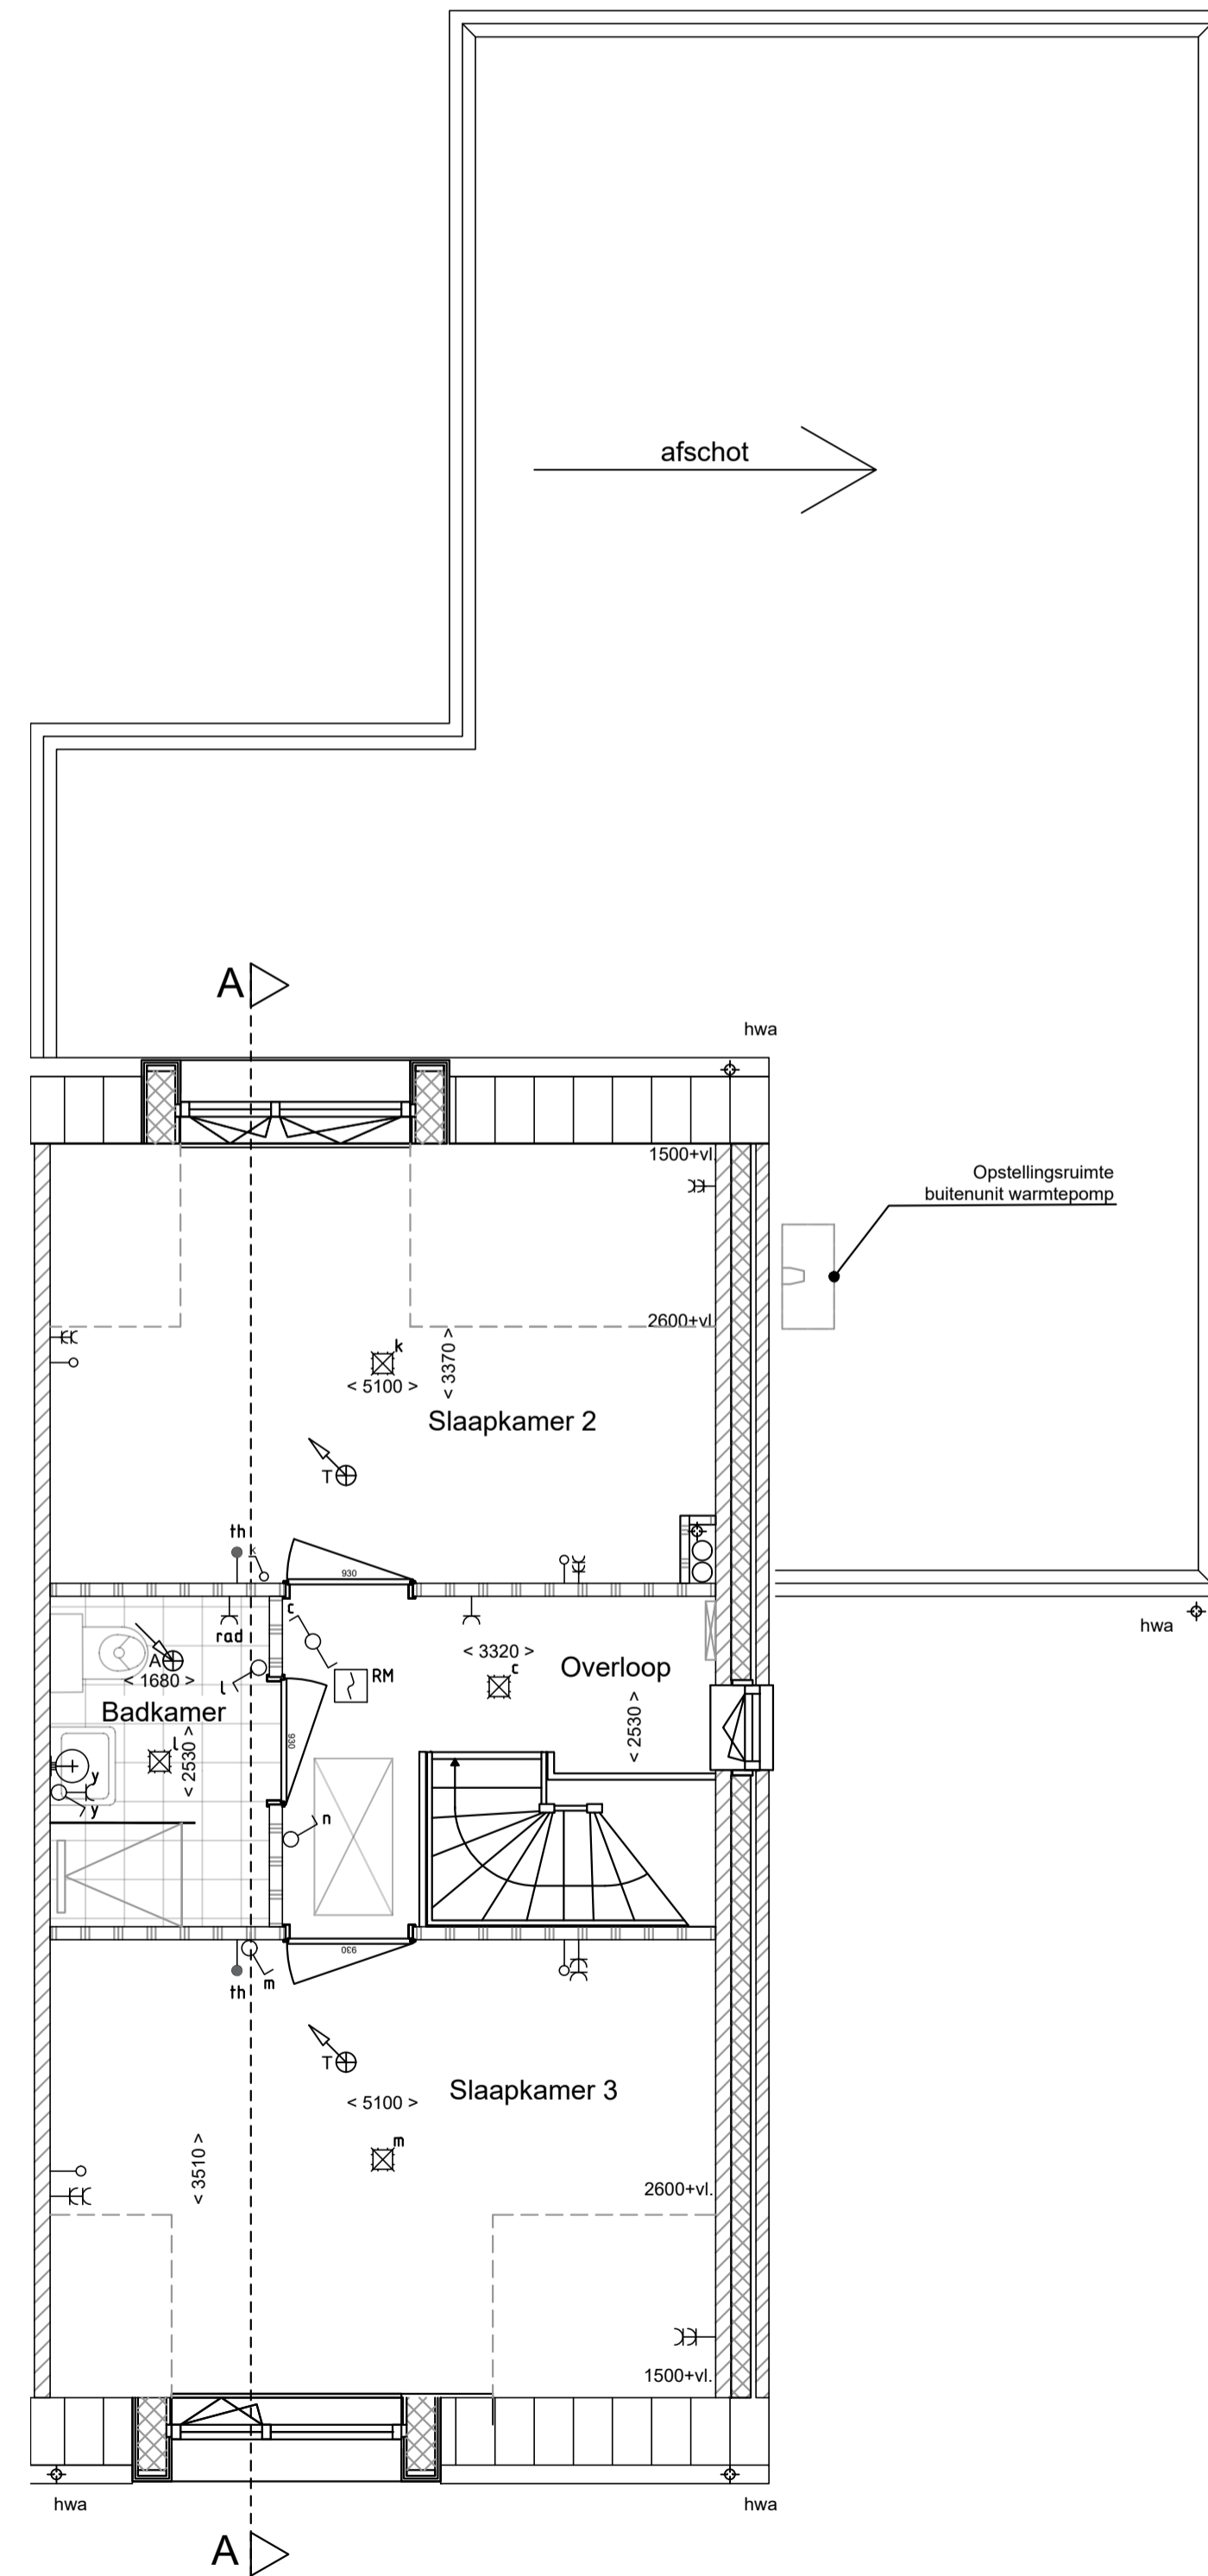 afschot
A
hwa
1500+vl.
Opstellingsruimte
buitenunit warmtepomp
2600+vl.
k
< 5100 >
< 3370 >
Slaapkamer 2
T
th
k
930
c
rad
A
< 1680 >
l
RM
< 3320 >
c
Overloop
hwa
Badkamer
l
< 2530 >
930
< 2530 >
y
y
n
930
th
m
T
Slaapkamer 3
< 5100 >
m
< 3510 >
2600+vl.
1500+vl.
hwa
hwa
A